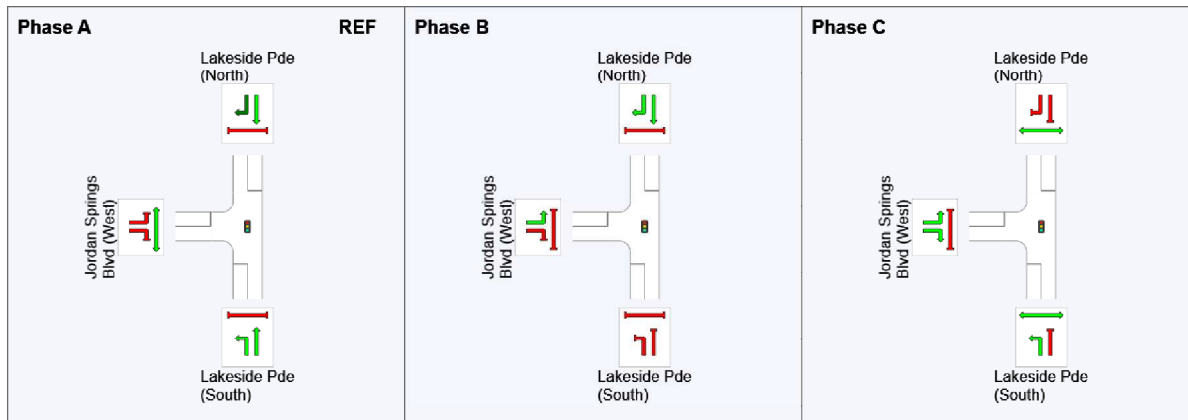 Phase A
REF
Lakeside Pde
(North)
Jordan Springs
Blvd (West)
Lakeside Pde
(South)
Phase B
Lakeside Pde
(North)
Jordan Springs
Blvd (West)
Lakeside Pde
(South)
Phase C
Lakeside Pde
(North)
Jordan Springs
Blvd (West)
Lakeside Pde
(South)